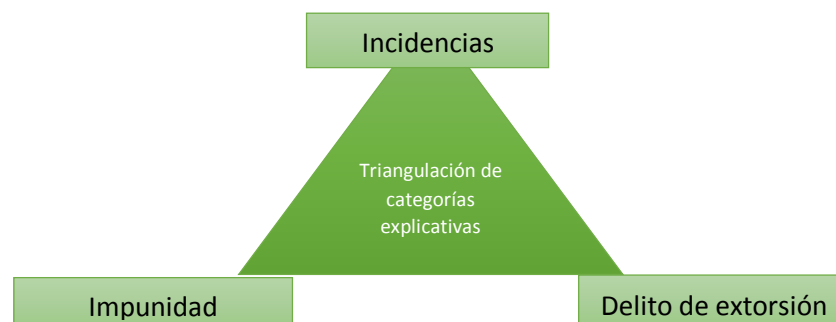 Incidencias
Triangulación de
categorías
explicativas
Impunidad
Delito de extorsión